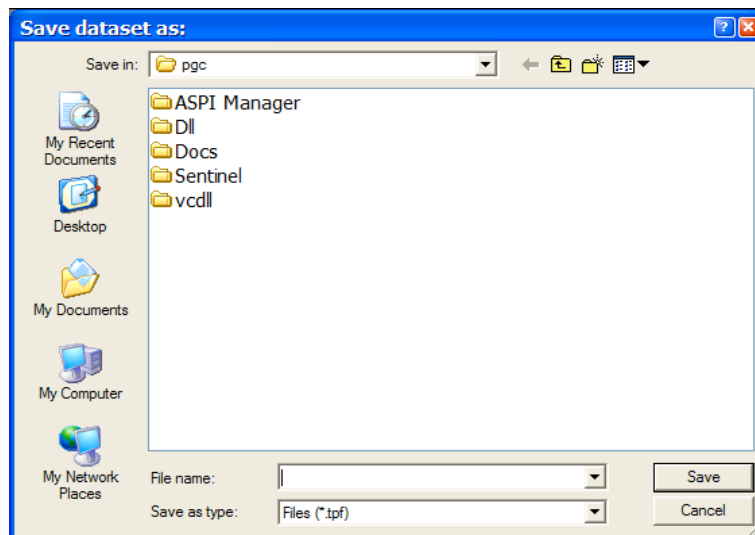 Save dataset as:
Save in: pgc
ASPI Manager
Dll
Docs
Sentinel
vcdll
My Recent
Documents
Desktop
My Documents
My Computer
My Network
Places
File name:
Save
Save as type: Files (*.tpf)
Cancel